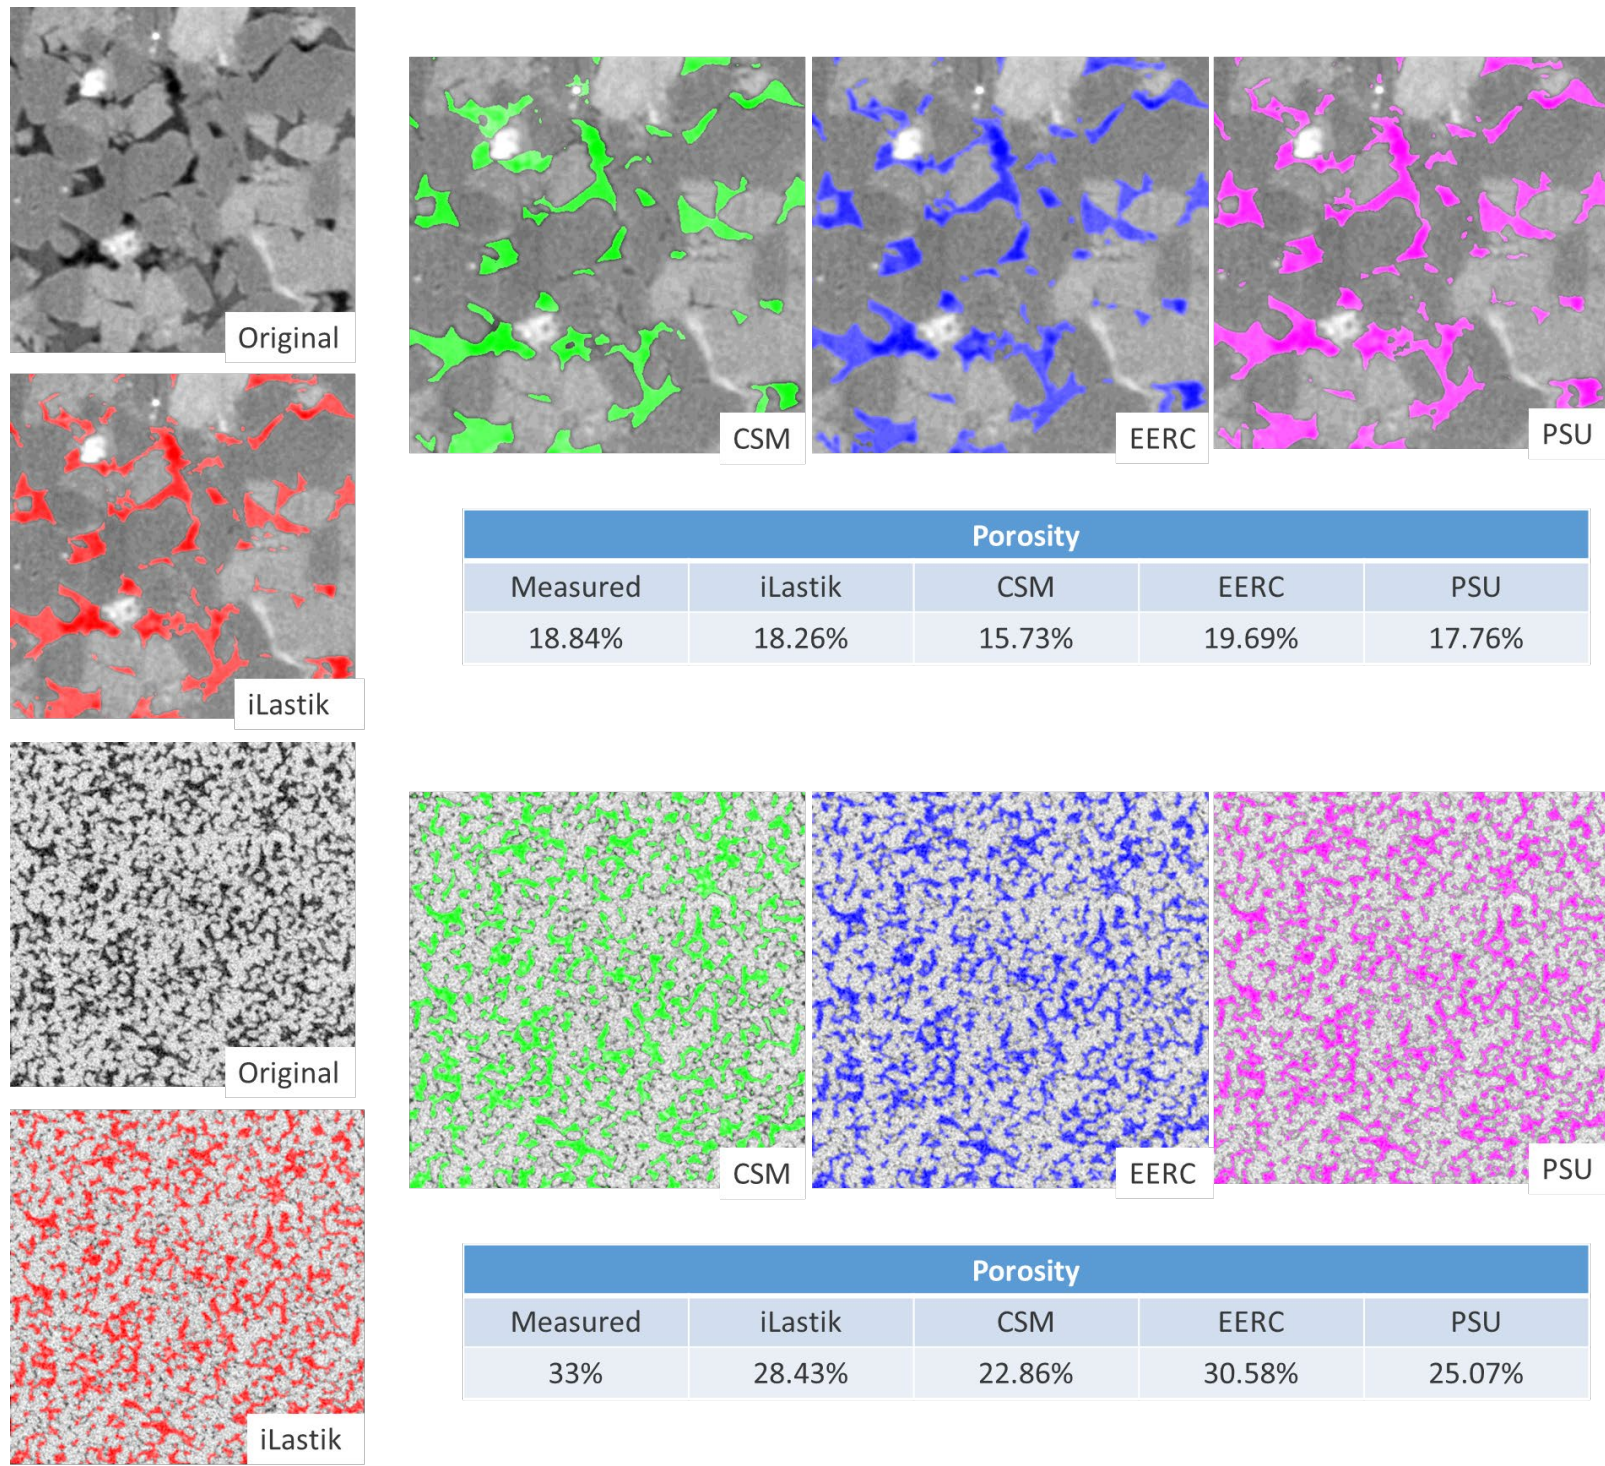 Original
iLastik
CSM
EERC
PSU
Porosity
Measured iLastik CSM EERC PSU
18.84% 18.26% 15.73% 19.69% 17.76%
Original
iLastik
CSM
EERC
PSU
Porosity
Measured iLastik CSM EERC PSU
33% 28.43% 22.86% 30.58% 25.07%